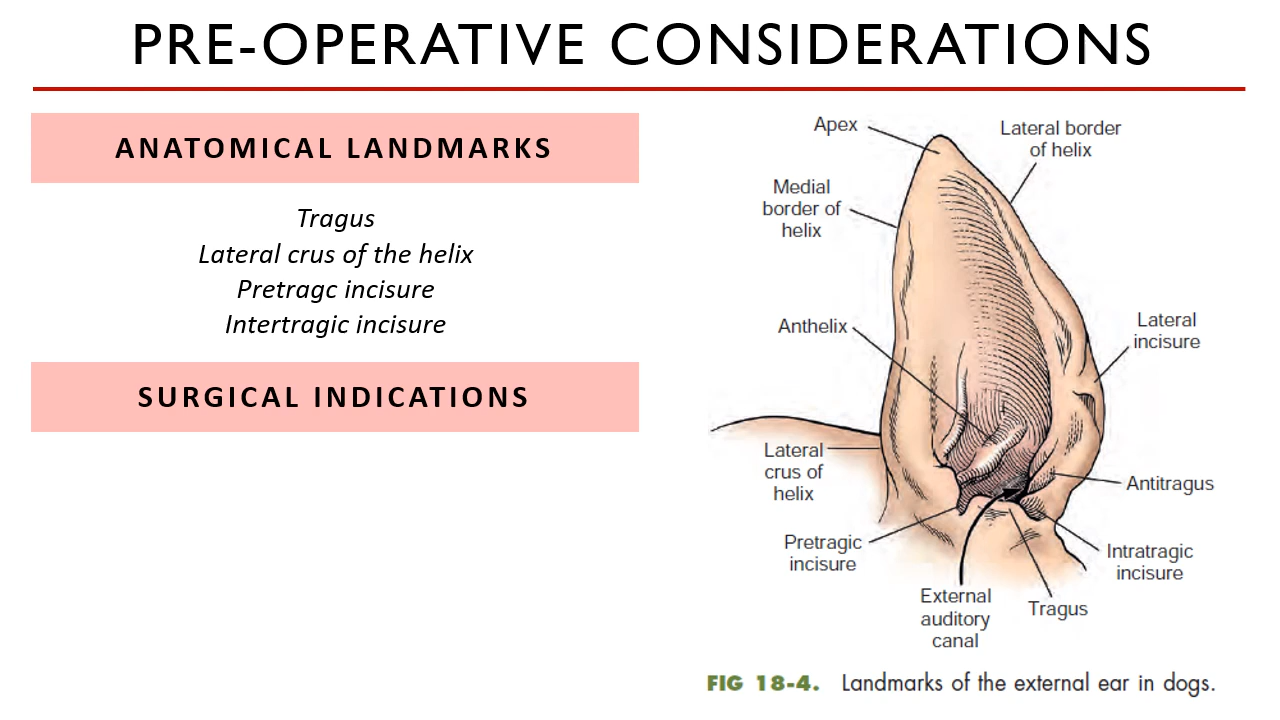 PRE-OPERATIVE CONSIDERATIONS
ANATOMICAL LANDMARKS
Tragus
Lateral crus of the helix
Pretragc incisure
Intertragic incisure
SURGICAL INDICATIONS
Apex
Lateral border
of helix
Medial
border of
helix
Anthelix
Lateral
incisure
Lateral
crus of
helix
Antitragus
Pretragic
incisure
Intratragic
incisure
External
auditory
canal
Tragus
FIG 18-4. Landmarks of the external ear in dogs.